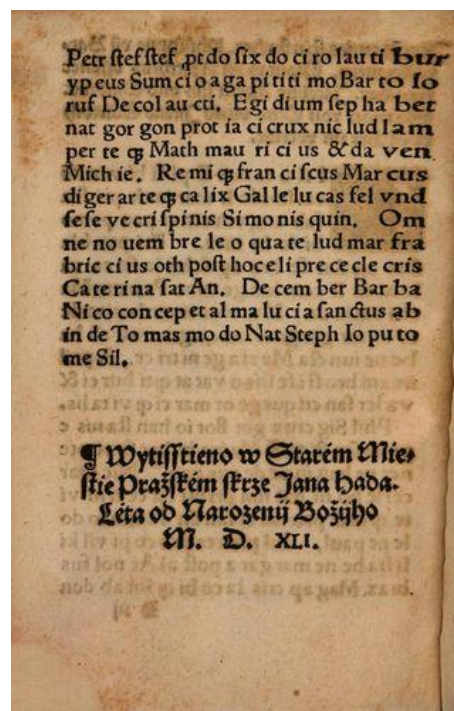 Petr stef stef ꝓt do six do ci ro lau ti bur
yp eus Sum ci o a ga pi ti ti mo Bar to lo
ruf De col au cti. E gi di um sep ha bet
nat gor gon prot ia ci crux nic lud lam
per te qꝫ Math mau ri ci us & da ven
Mich ie. Re mi qꝫ fran ci scus Mar cus
di ger ar te qꝫ ca lix Gal le lu cas fel vnd
se se ve cri spi nis Si mo nis quin. Om
ne no uem bre le o qua te lud mar fra
bric ci us oth post hoc e li pre ce cle cris
Ca te ri na sat An. De cem ber Bar ba
Ni co con cep et al ma lu ci a san ctus ab
in de To mas mo do Nat Steph Io pu to
me Sil.
¶ Wytisstieno w Starém Mie⸗
stie Pražském skrze Jana hada.
Léta od Narozenij Božijho
M. D. XLI.